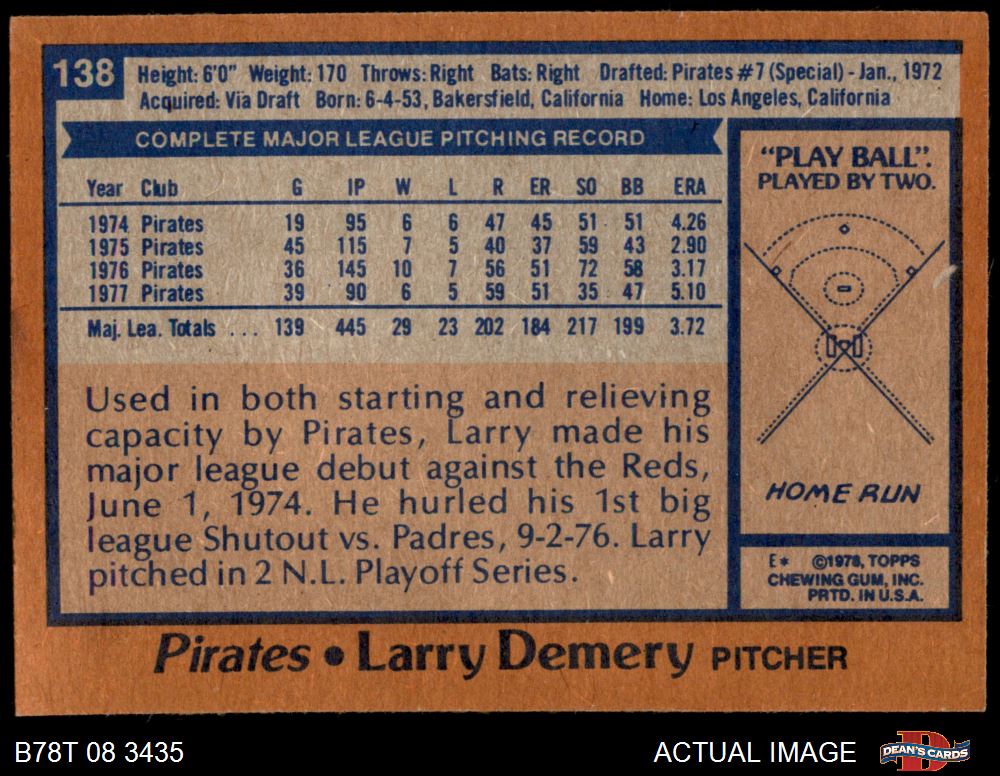 138
Height: 6'0" Weight: 170 Throws: Right Bats: Right Drafted: Pirates #7 (Special) - Jan., 1972
Acquired: Via Draft Born: 6-4-53, Bakersfield, California Home: Los Angeles, California
COMPLETE MAJOR LEAGUE PITCHING RECORD
Year Club G IP W L R ER SO BB ERA
1974 Pirates 19 95 6 6 47 45 51 51 4.26
1975 Pirates 45 115 7 5 40 37 59 43 2.90
1976 Pirates 36 145 10 7 56 51 72 58 3.17
1977 Pirates 39 90 6 5 59 51 35 47 5.10
Maj. Lea. Totals ... 139 445 29 23 202 184 217 199 3.72
Used in both starting and relieving
capacity by Pirates, Larry made his
major league debut against the Reds,
June 1, 1974. He hurled his 1st big
league Shutout vs. Padres, 9-2-76. Larry
pitched in 2 N.L. Playoff Series.
"PLAY BALL".
PLAYED BY TWO.
HOME RUN
E* ©1978, TOPPS
CHEWING GUM, INC.
PRTD. IN U.S.A.
Pirates • Larry Demery PITCHER
B78T 08 3435
ACTUAL IMAGE
DEAN'S CARDS